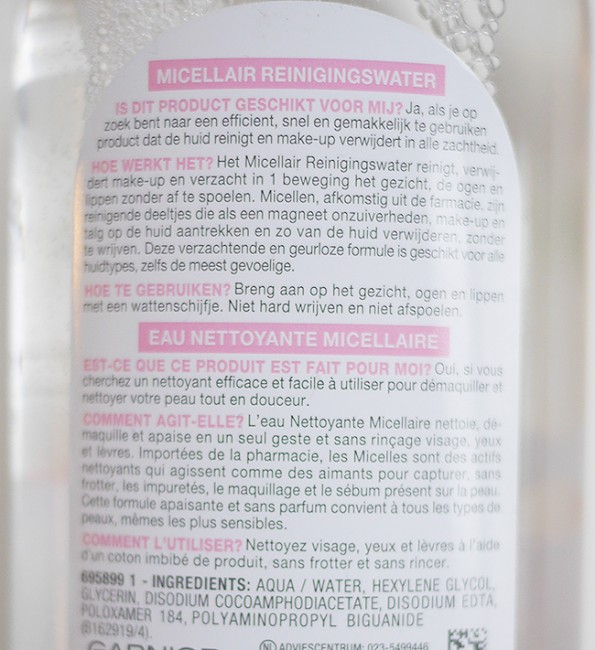 MICELLAIR REINIGINGSWATER
IS DIT PRODUCT GESCHIKT VOOR MIJ? Ja, als je op
zoek bent naar een efficient, snel en gemakkelijk te gebruiken
product dat de huid reinigt en make-up verwijdert in alle zachtheid.
HOE WERKT HET? Het Micellair Reinigingswater reinigt, verwij-
dert make-up en verzacht in 1 beweging het gezicht, de ogen en
lippen zonder af te spoelen. Micellen, afkomstig uit de farmacie, zijn
reinigende deeltjes die als een magneet onzuiverheden, make-up en
talg op de huid aantrekken en zo van de huid verwijderen, zonder
te wrijven. Deze verzachtende en geurloze formule is geschikt voor alle
huidtypes, zelfs de meest gevoelige.
HOE TE GEBRUIKEN? Breng aan op het gezicht, ogen en lippen
met een wattenschijfje. Niet hard wrijven en niet afspoelen.
EAU NETTOYANTE MICELLAIRE
EST-CE QUE CE PRODUIT EST FAIT POUR MOI? Oui, si vous
cherchez un nettoyant efficace et facile à utiliser pour démaquiller et
nettoyer votre peau tout en douceur.
COMMENT AGIT-ELLE? L'eau Nettoyante Micellaire nettoie, dé-
maquille et apaise en un seul geste et sans rinçage visage, yeux
et lèvres. Importées de la pharmacie, les Micelles sont des actifs
nettoyants qui agissent comme des aimants pour capturer, sans
frotter, les impuretés, le maquillage et le sébum présent sur la peau.
Cette formule apaisante et sans parfum convient à tous les types de
peaux, mêmes les plus sensibles.
COMMENT L'UTILISER? Nettoyez visage, yeux et lèvres à l'aide
d'un coton imbibé de produit, sans frotter et sans rincer.
695899 1 - INGREDIENTS: AQUA / WATER, HEXYLENE GLYCOL,
GLYCERIN, DISODIUM COCOAMPHODIACETATE, DISODIUM EDTA,
POLOXAMER 184, POLYAMINOPROPYL BIGUANIDE
(B162919/4).
GARNIER
NL ADVIESCENTRUM: 023-5499446